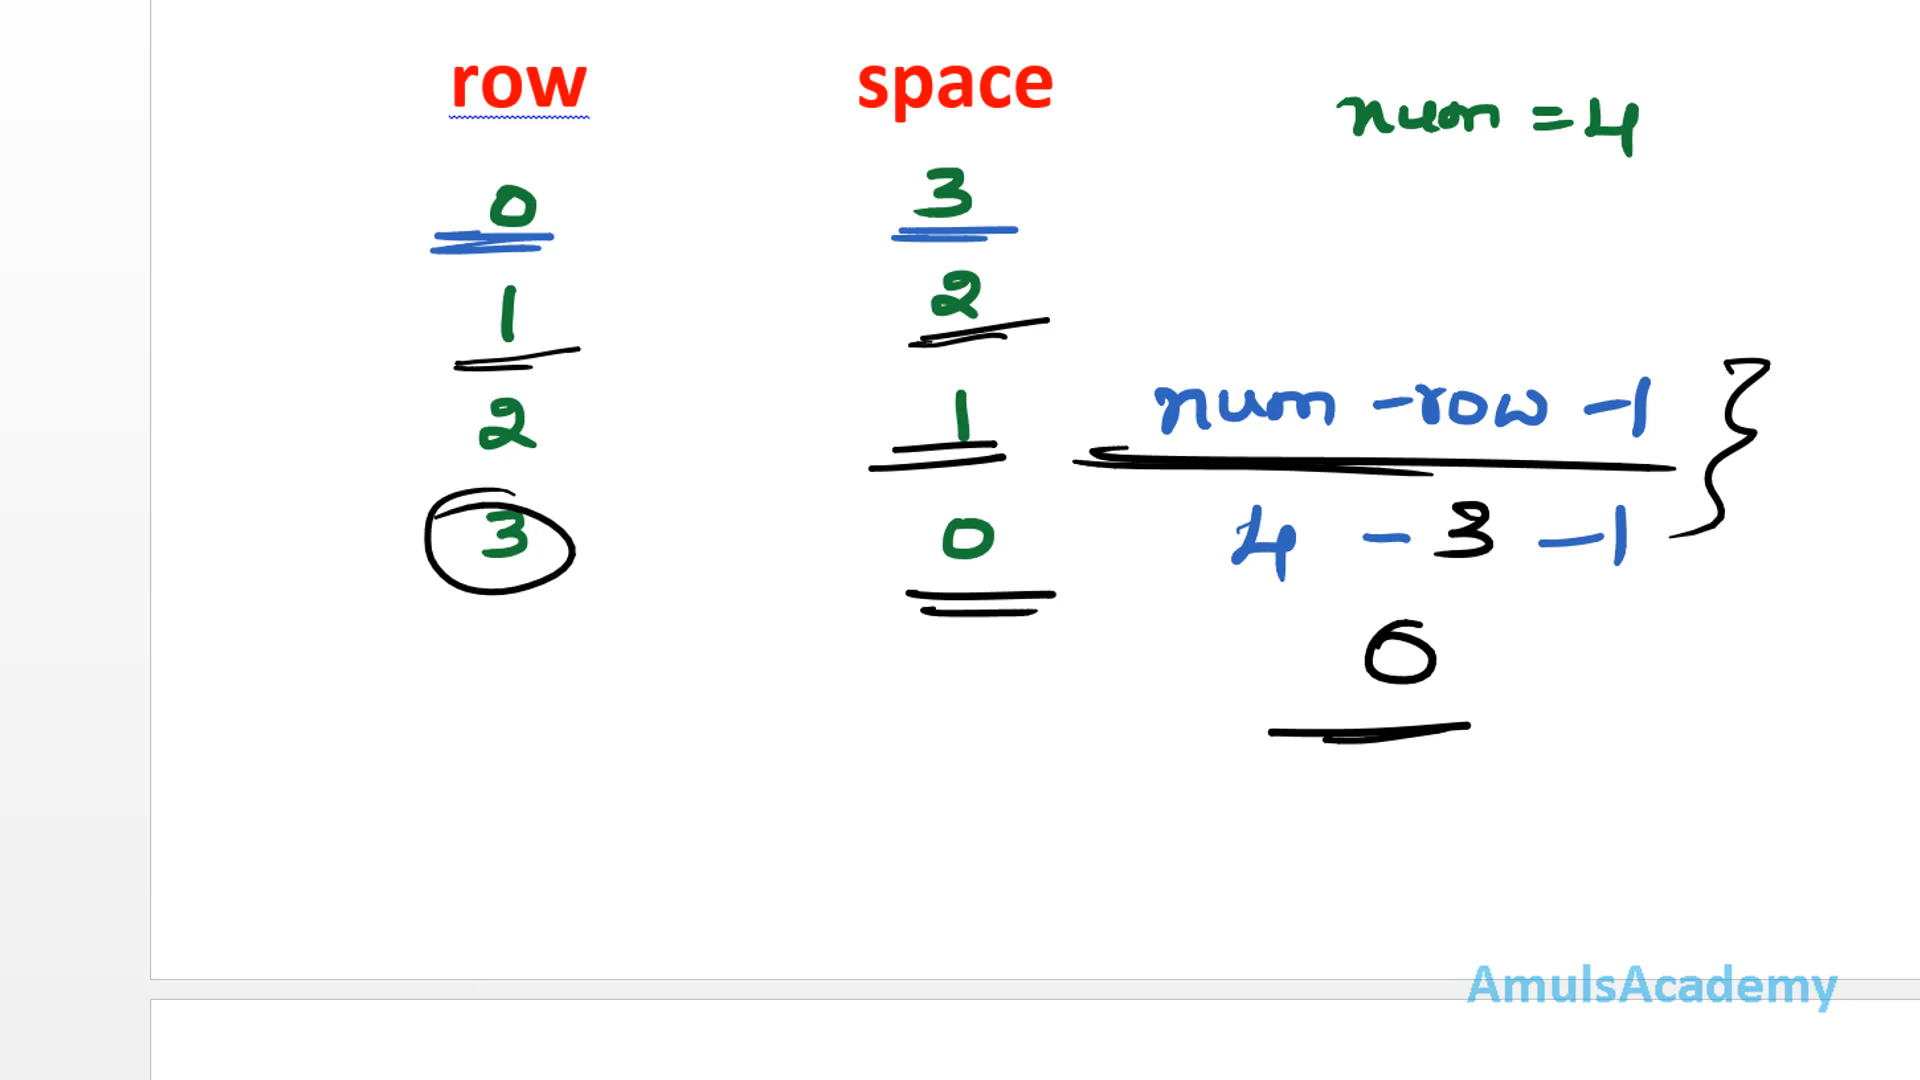 row space num = 4
0 3
1 2
2 1 num - row - 1
3 0 4 - 3 - 1
0
AmulsAcademy